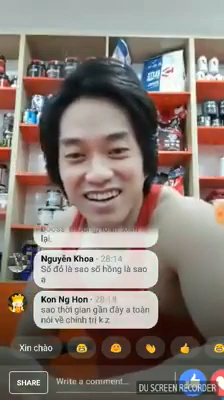 lại.
Nguyễn Khoa · 28:14
Sổ đỏ là sao sổ hồng là sao
ạ
Kon Ng Hon · 28:18
sao thời gian gần đây a toàn
nói về chính trị k z
Xin chào
SHARE
Write a comment...
DU SCREEN RECORDER